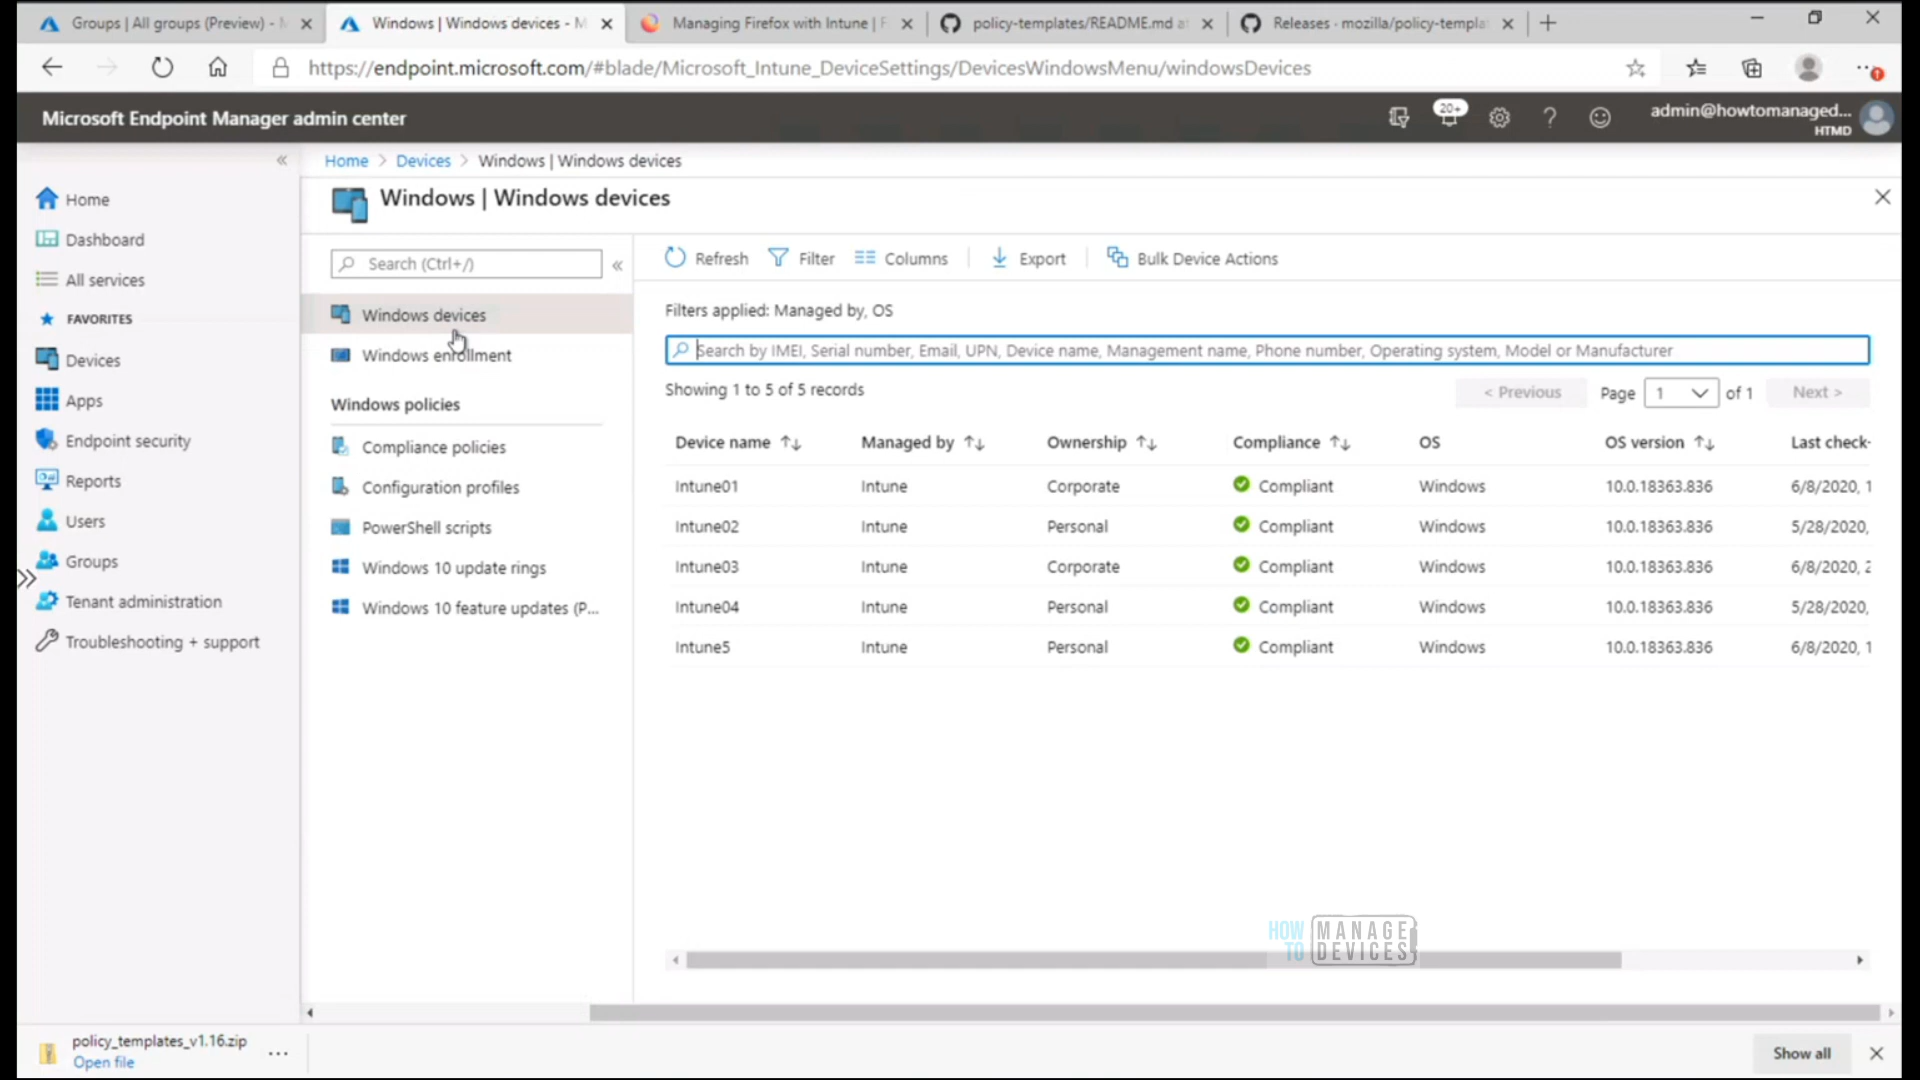 Groups | All groups (Preview) - M
Windows | Windows devices - M
Managing Firefox with Intune | F
policy-templates/README.md at
Releases · mozilla/policy-templat
https://endpoint.microsoft.com/#blade/Microsoft_Intune_DeviceSettings/DevicesWindowsMenu/windowsDevices
Microsoft Endpoint Manager admin center
20+
admin@howtomanaged...
HTMD
Home
Dashboard
All services
FAVORITES
Devices
Apps
Endpoint security
Reports
Users
Groups
Tenant administration
Troubleshooting + support
Home > Devices > Windows | Windows devices
Windows | Windows devices
Search (Ctrl+/)
Windows devices
Windows enrollment
Windows policies
Compliance policies
Configuration profiles
PowerShell scripts
Windows 10 update rings
Windows 10 feature updates (P...
Refresh Filter Columns Export Bulk Device Actions
Filters applied: Managed by, OS
Search by IMEI, Serial number, Email, UPN, Device name, Management name, Phone number, Operating system, Model or Manufacturer
Showing 1 to 5 of 5 records
< Previous Page 1 of 1 Next >
Device name Managed by Ownership Compliance OS OS version Last check-
Intune01 Intune Corporate Compliant Windows 10.0.18363.836 6/8/2020, 1
Intune02 Intune Personal Compliant Windows 10.0.18363.836 5/28/2020,
Intune03 Intune Corporate Compliant Windows 10.0.18363.836 6/8/2020, 2
Intune04 Intune Personal Compliant Windows 10.0.18363.836 5/28/2020,
Intune5 Intune Personal Compliant Windows 10.0.18363.836 6/8/2020, 1
HOW TO
MANAGE
DEVICES
policy_templates_v1.16.zip
Open file
Show all